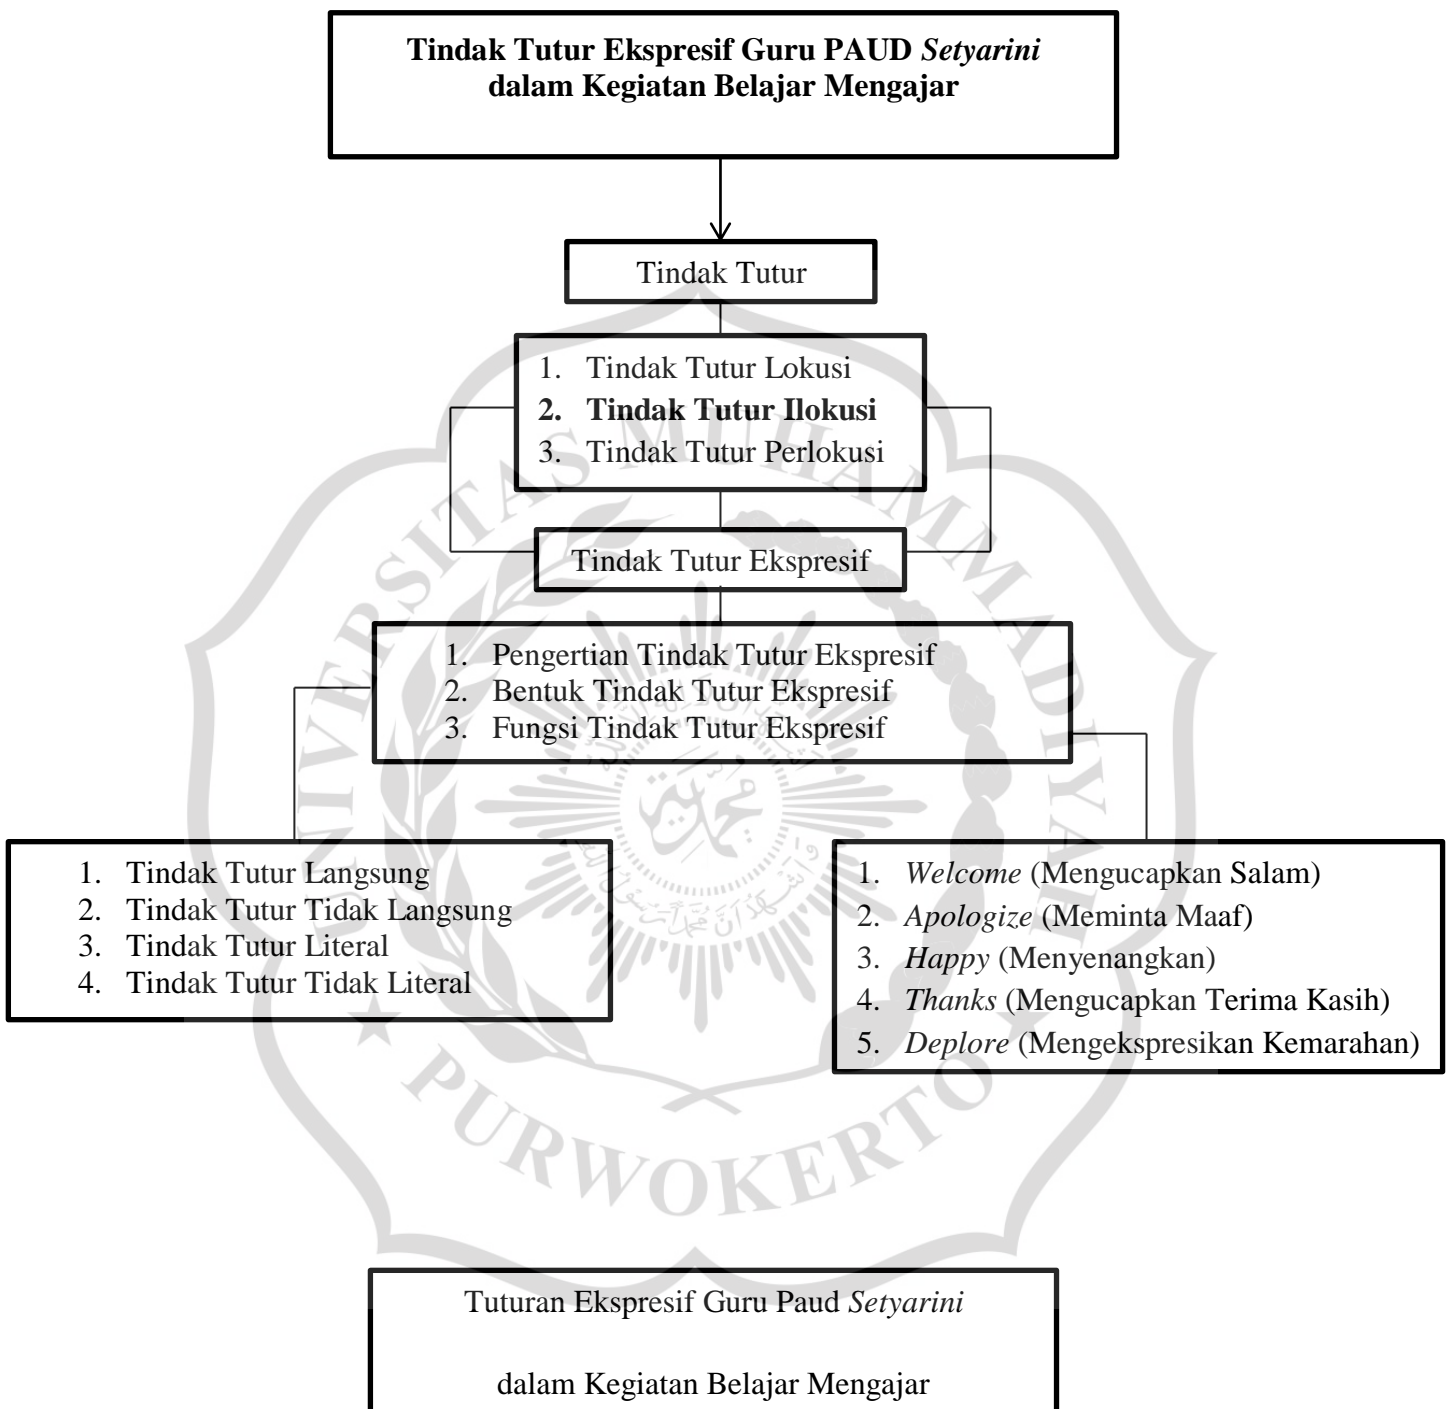 Tindak Tutur Ekspresif Guru PAUD Setyarini
dalam Kegiatan Belajar Mengajar
Tindak Tutur
1. Tindak Tutur Lokusi
2. Tindak Tutur Ilokusi
3. Tindak Tutur Perlokusi
Tindak Tutur Ekspresif
1. Pengertian Tindak Tutur Ekspresif
2. Bentuk Tindak Tutur Ekspresif
3. Fungsi Tindak Tutur Ekspresif
1. Tindak Tutur Langsung
2. Tindak Tutur Tidak Langsung
3. Tindak Tutur Literal
4. Tindak Tutur Tidak Literal
1. Welcome (Mengucapkan Salam)
2. Apologize (Meminta Maaf)
3. Happy (Menyenangkan)
4. Thanks (Mengucapkan Terima Kasih)
5. Deplore (Mengekspresikan Kemarahan)
Tuturan Ekspresif Guru Paud Setyarini
dalam Kegiatan Belajar Mengajar
UNIVERSITAS MUHAMMADIYAH
PURWOKERTO